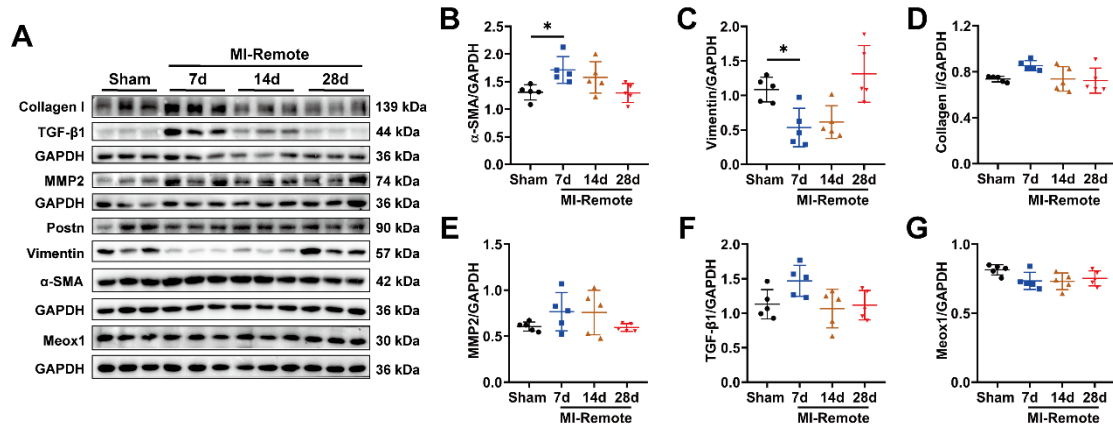 A
MI-Remote
Sham 7d 14d 28d
Collagen I 139 kDa
TGF-β1 44 kDa
GAPDH 36 kDa
MMP2 74 kDa
GAPDH 36 kDa
Postn 90 kDa
Vimentin 57 kDa
α-SMA 42 kDa
GAPDH 36 kDa
Meox1 30 kDa
GAPDH 36 kDa
B
α-SMA/GAPDH
2.5
2.0
1.5
1.0
0.5
0.0
*
Sham 7d 14d 28d
MI-Remote
C
Vimentin/GAPDH
2.0
1.5
1.0
0.5
0.0
*
Sham 7d 14d 28d
MI-Remote
D
Collagen I/GAPDH
1.2
0.8
0.4
0.0
Sham 7d 14d 28d
MI-Remote
E
MMP2/GAPDH
1.5
1.0
0.5
0.0
Sham 7d 14d 28d
MI-Remote
F
TGF-β1/GAPDH
2.0
1.5
1.0
0.5
0.0
Sham 7d 14d 28d
MI-Remote
G
Meox1/GAPDH
1.0
0.5
0.0
Sham 7d 14d 28d
MI-Remote